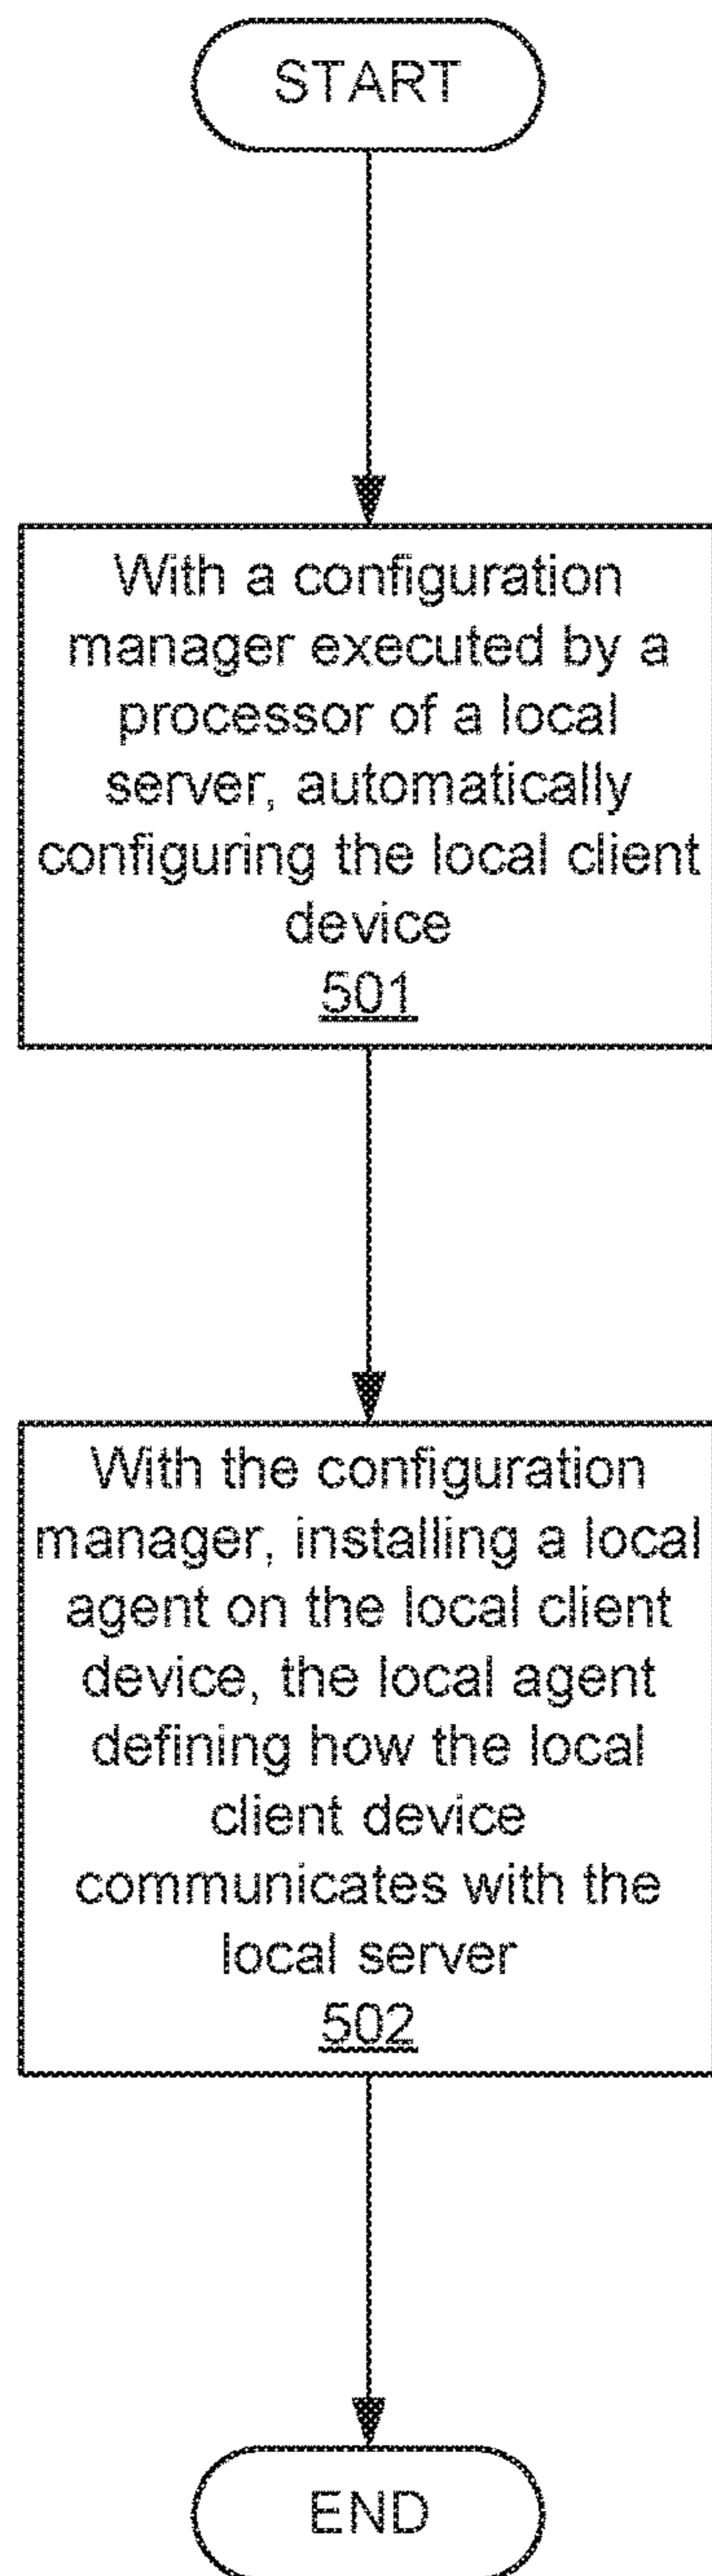 START
With a configuration
manager executed by a
processor of a local
server, automatically
configuring the local client
device
501
With the configuration
manager, installing a local
agent on the local client
device, the local agent
defining how the local
client device
communicates with the
local server
502
END